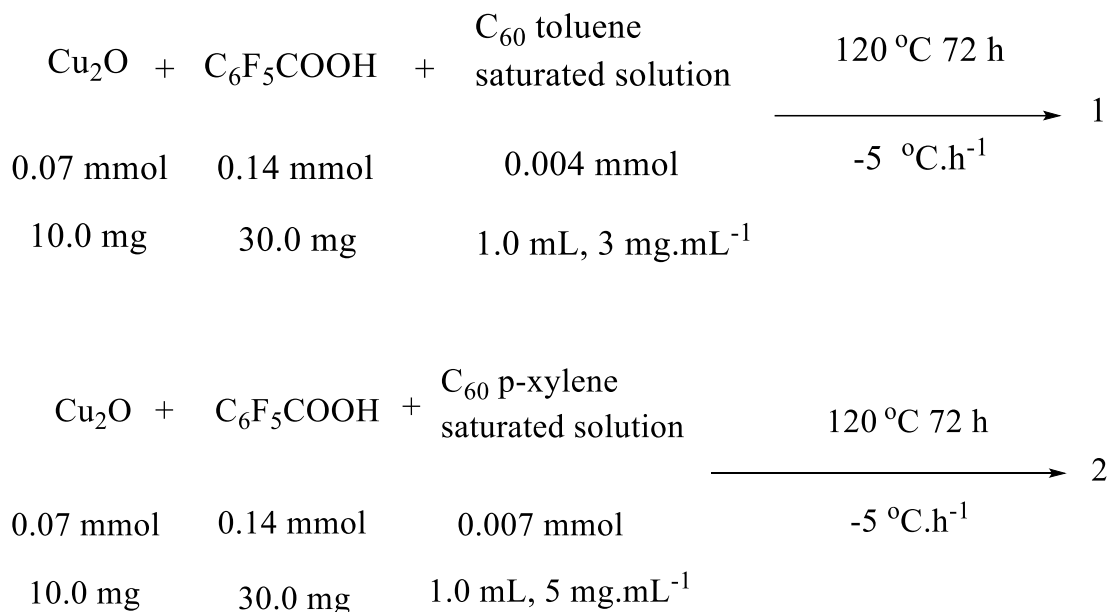 Cu₂O + C₆F₅COOH + C₆₀ toluene saturated solution 120 °C 72 h 1
-5 °C.h⁻¹
0.07 mmol 0.14 mmol 0.004 mmol
10.0 mg 30.0 mg 1.0 mL, 3 mg.mL⁻¹
Cu₂O + C₆F₅COOH + C₆₀ p-xylene saturated solution 120 °C 72 h 2
-5 °C.h⁻¹
0.07 mmol 0.14 mmol 0.007 mmol
10.0 mg 30.0 mg 1.0 mL, 5 mg.mL⁻¹